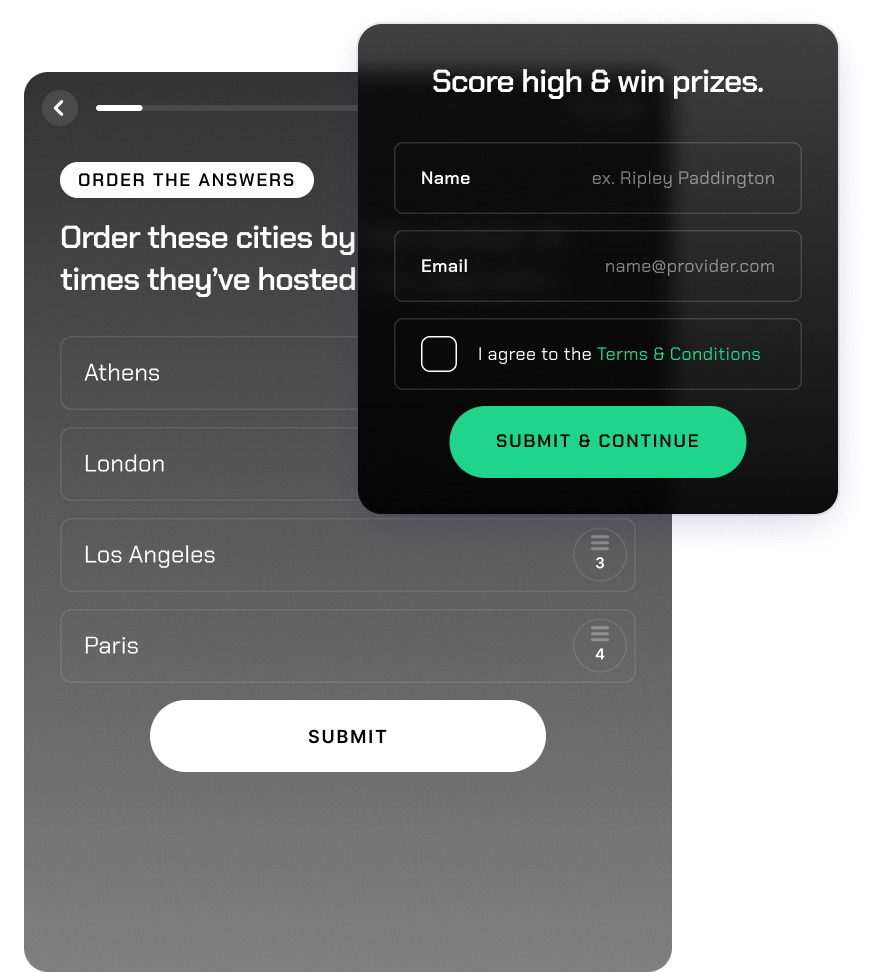 Score high & win prizes.
Name
ex. Ripley Paddington
Email
name@provider.com
I agree to the Terms & Conditions
SUBMIT & CONTINUE
ORDER THE ANSWERS
Order these cities by
times they’ve hosted
Athens
London
Los Angeles
3
Paris
4
SUBMIT